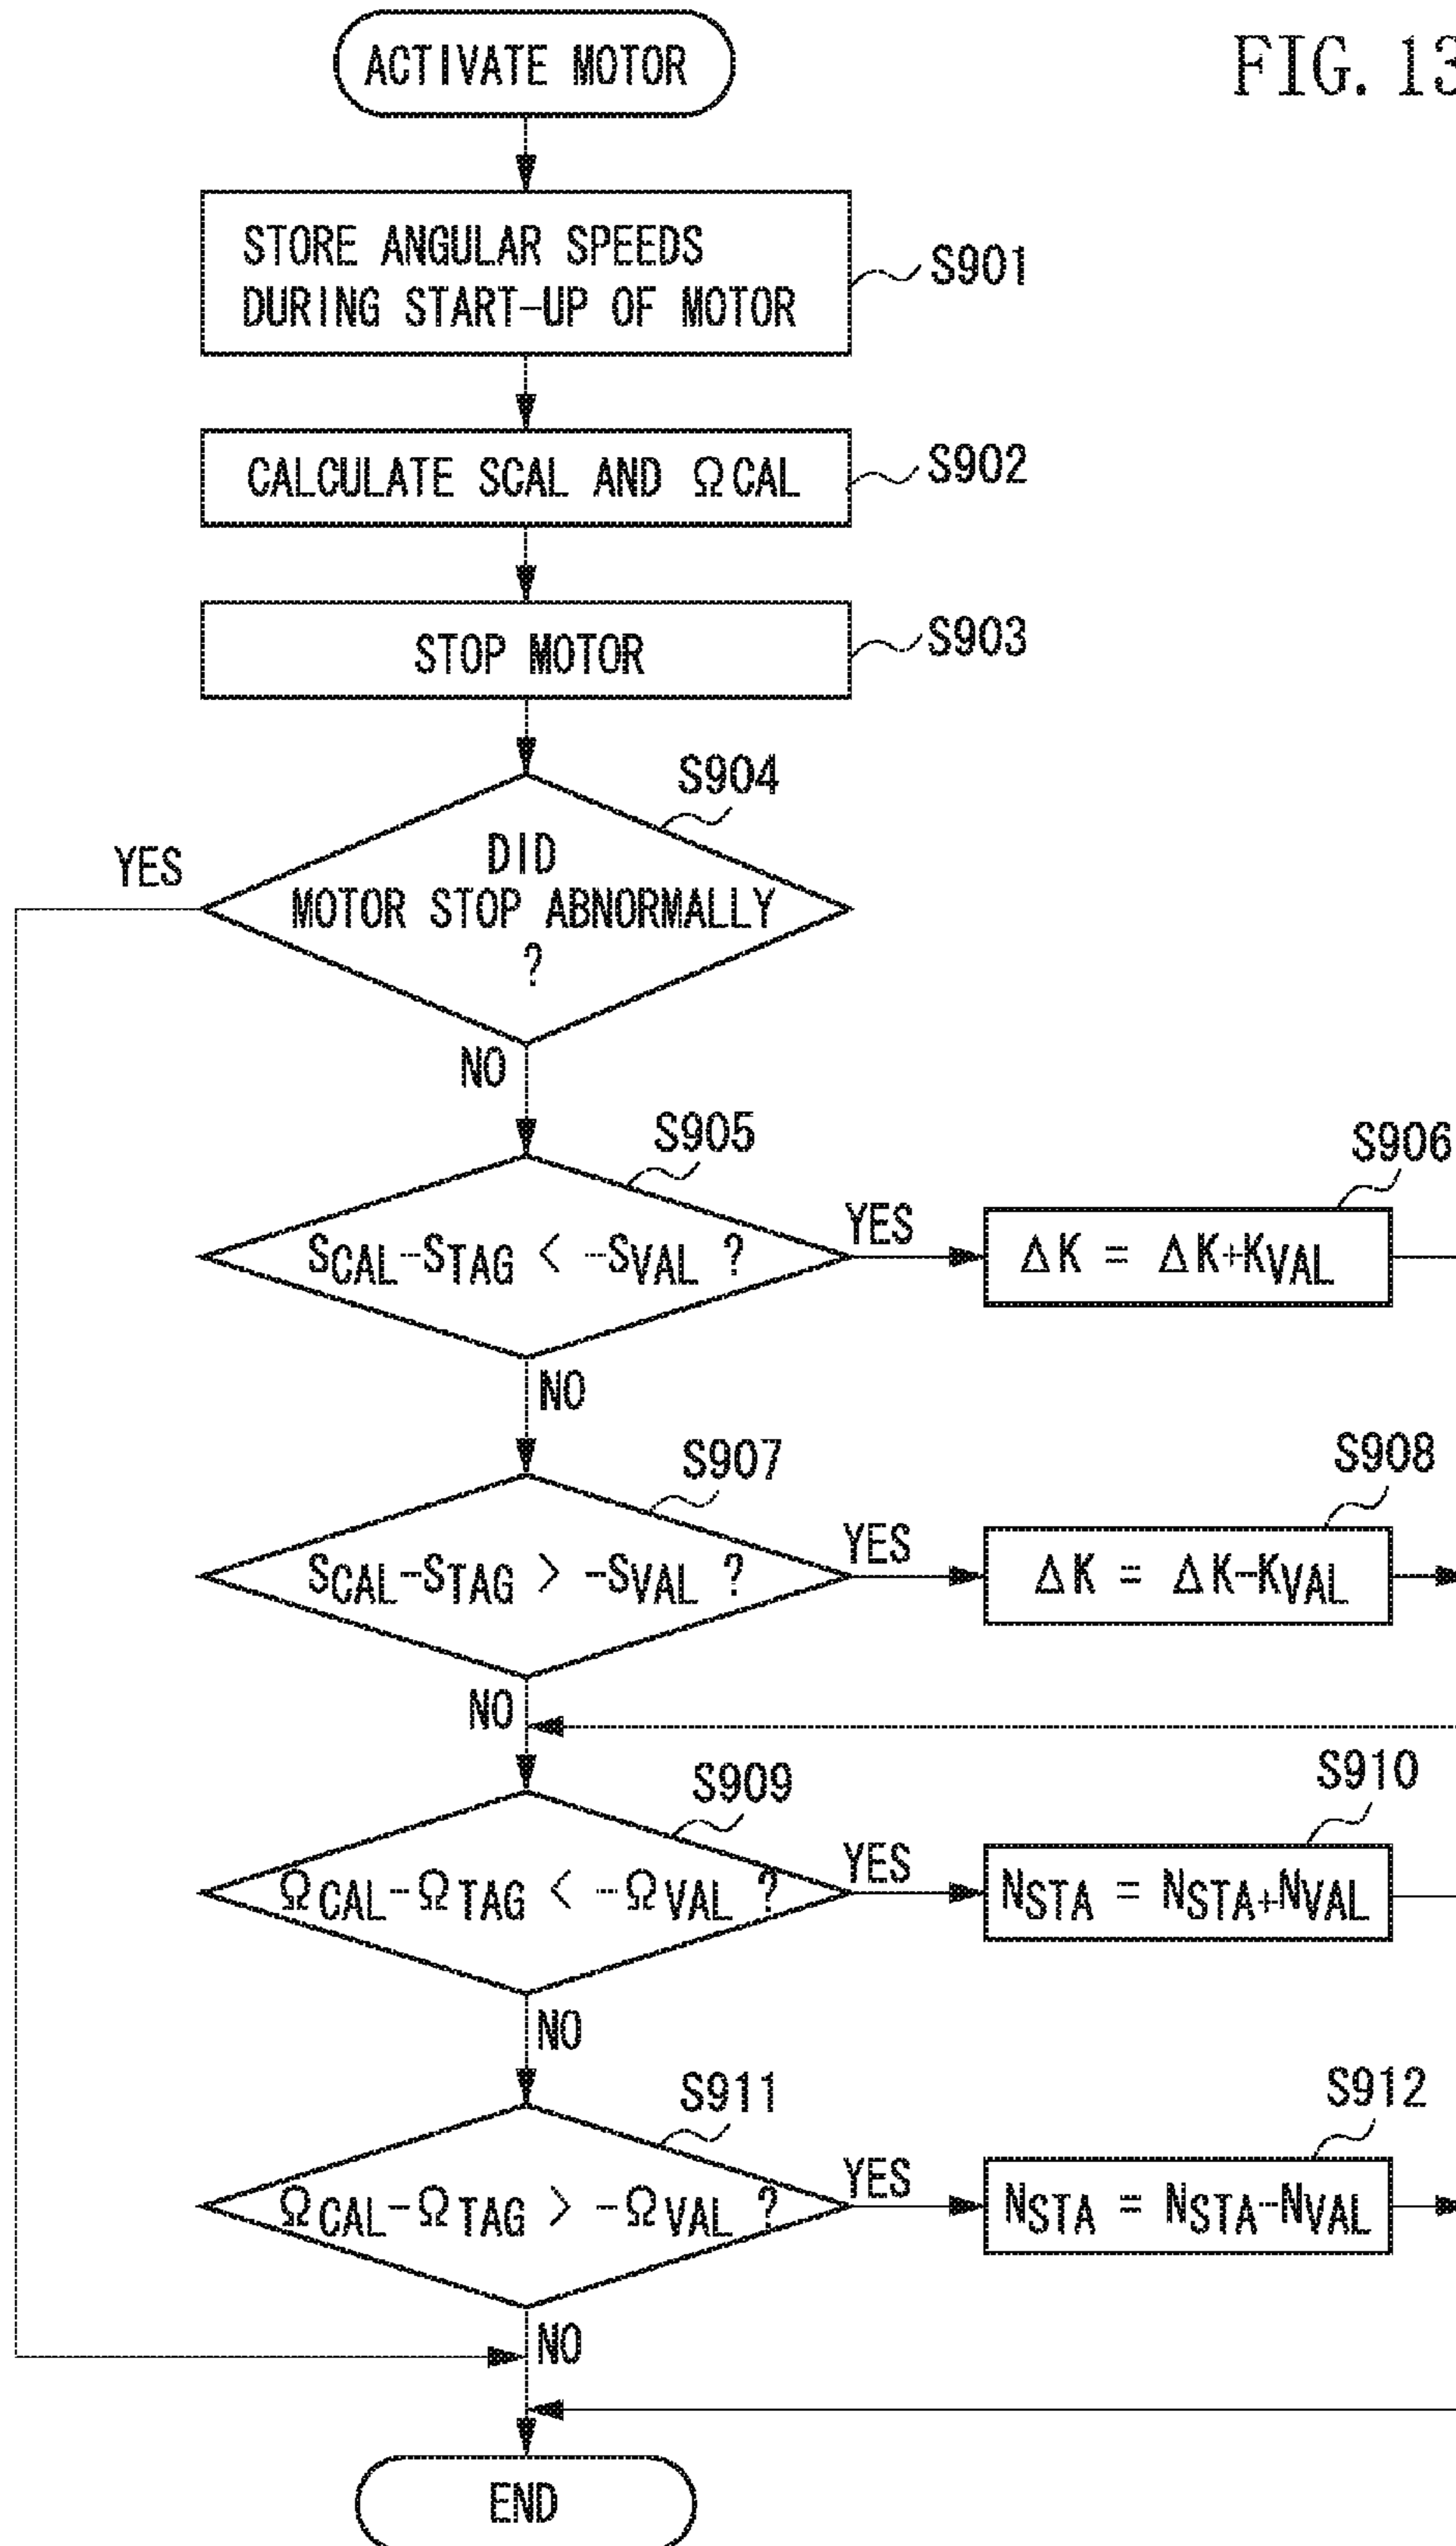 FIG. 13
ACTIVATE MOTOR
STORE ANGULAR SPEEDS
DURING START-UP OF MOTOR
S901
CALCULATE SCAL AND ΩCAL
S902
STOP MOTOR
S903
S904
DID
MOTOR STOP ABNORMALLY
?
YES
NO
S905
SCAL-STAG < -SVAL ?
YES
S906
ΔK = ΔK+KVAL
NO
S907
SCAL-STAG > -SVAL ?
YES
S908
ΔK = ΔK-KVAL
NO
S909
ΩCAL-ΩTAG < -ΩVAL ?
YES
S910
NSTA = NSTA+NVAL
NO
S911
ΩCAL-ΩTAG > -ΩVAL ?
YES
S912
NSTA = NSTA-NVAL
NO
END